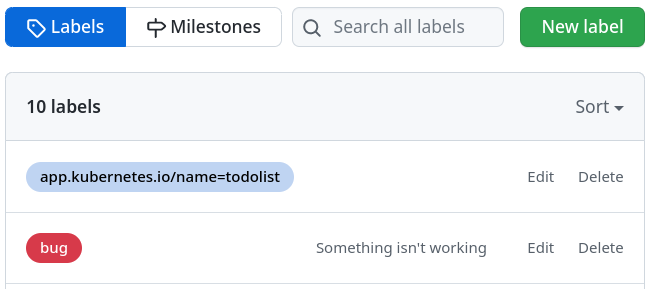 Labels Milestones Search all labels New label
10 labels Sort
app.kubernetes.io/name=todolist Edit Delete
bug Something isn't working Edit Delete